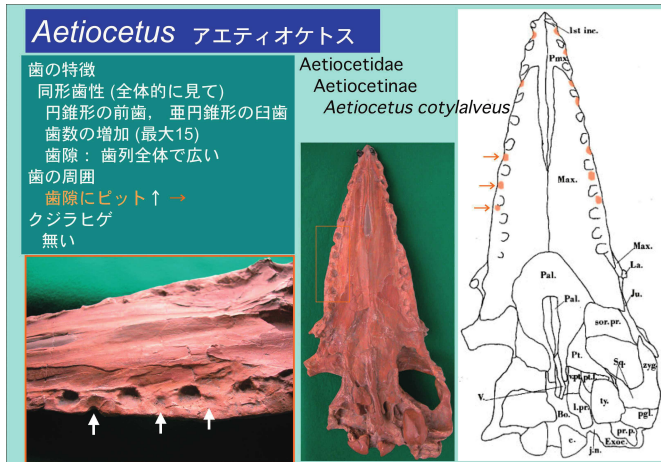 Aetiocetus アエティオケトス
歯の特徴
同形歯性 (全体的に見て)
円錐形の前歯， 亜円錐形の臼歯
歯数の増加 (最大15)
歯隙： 歯列全体で広い
歯の周囲
歯隙にピット↑ →
クジラヒゲ
無い
Aetiocetidae
Aetiocetinae
Aetiocetus cotylalveus
1st inc.
Pmx.
Max.
Max.
La.
Ju.
Pal.
Pal.
sor.pr.
Pt.
Sq.
zyg.
V.
Bo.
l.pr.
ty.
pgl.
pr.p.
Exoc.
c.
j.n.